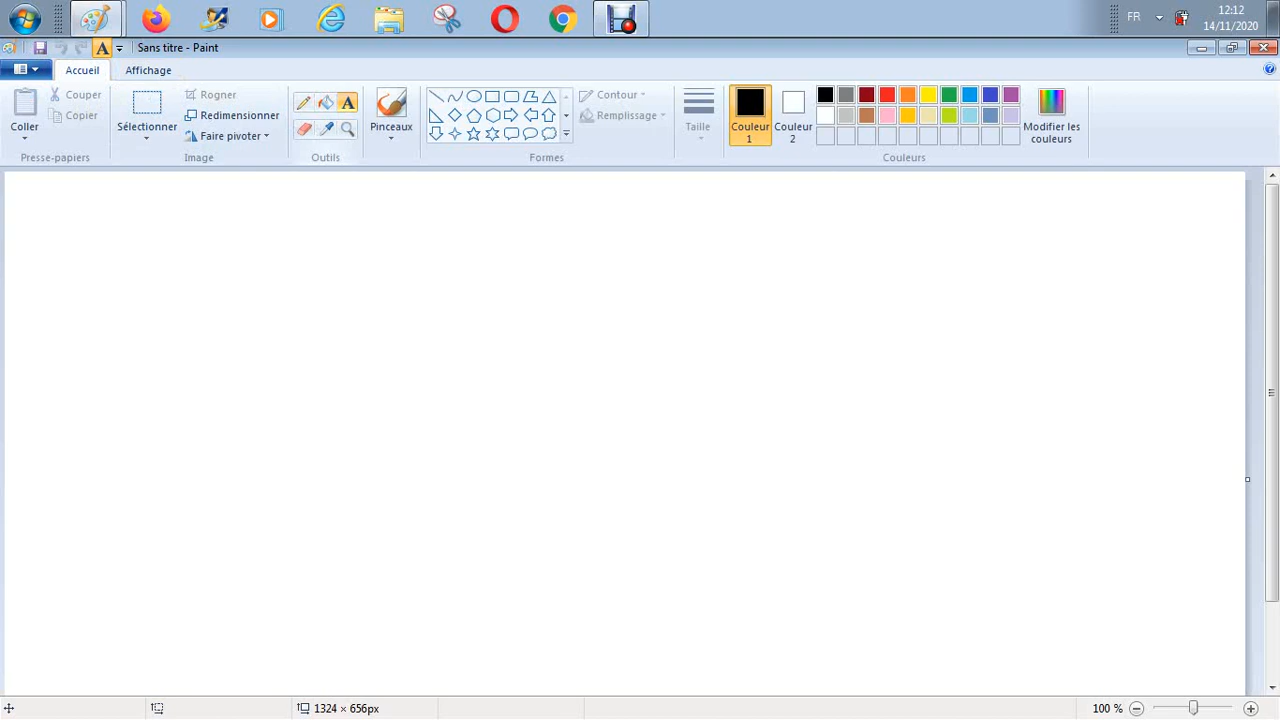 FR
12:12
14/11/2020
Sans titre - Paint
Accueil
Affichage
Coller
Couper
Copier
Presse-papiers
Sélectionner
Rogner
Redimensionner
Faire pivoter
Image
A
Outils
Pinceaux
Formes
Contour
Remplissage
Taille
Couleur
1
Couleur
2
Couleurs
Modifier les
couleurs
1324 × 656px
100 %